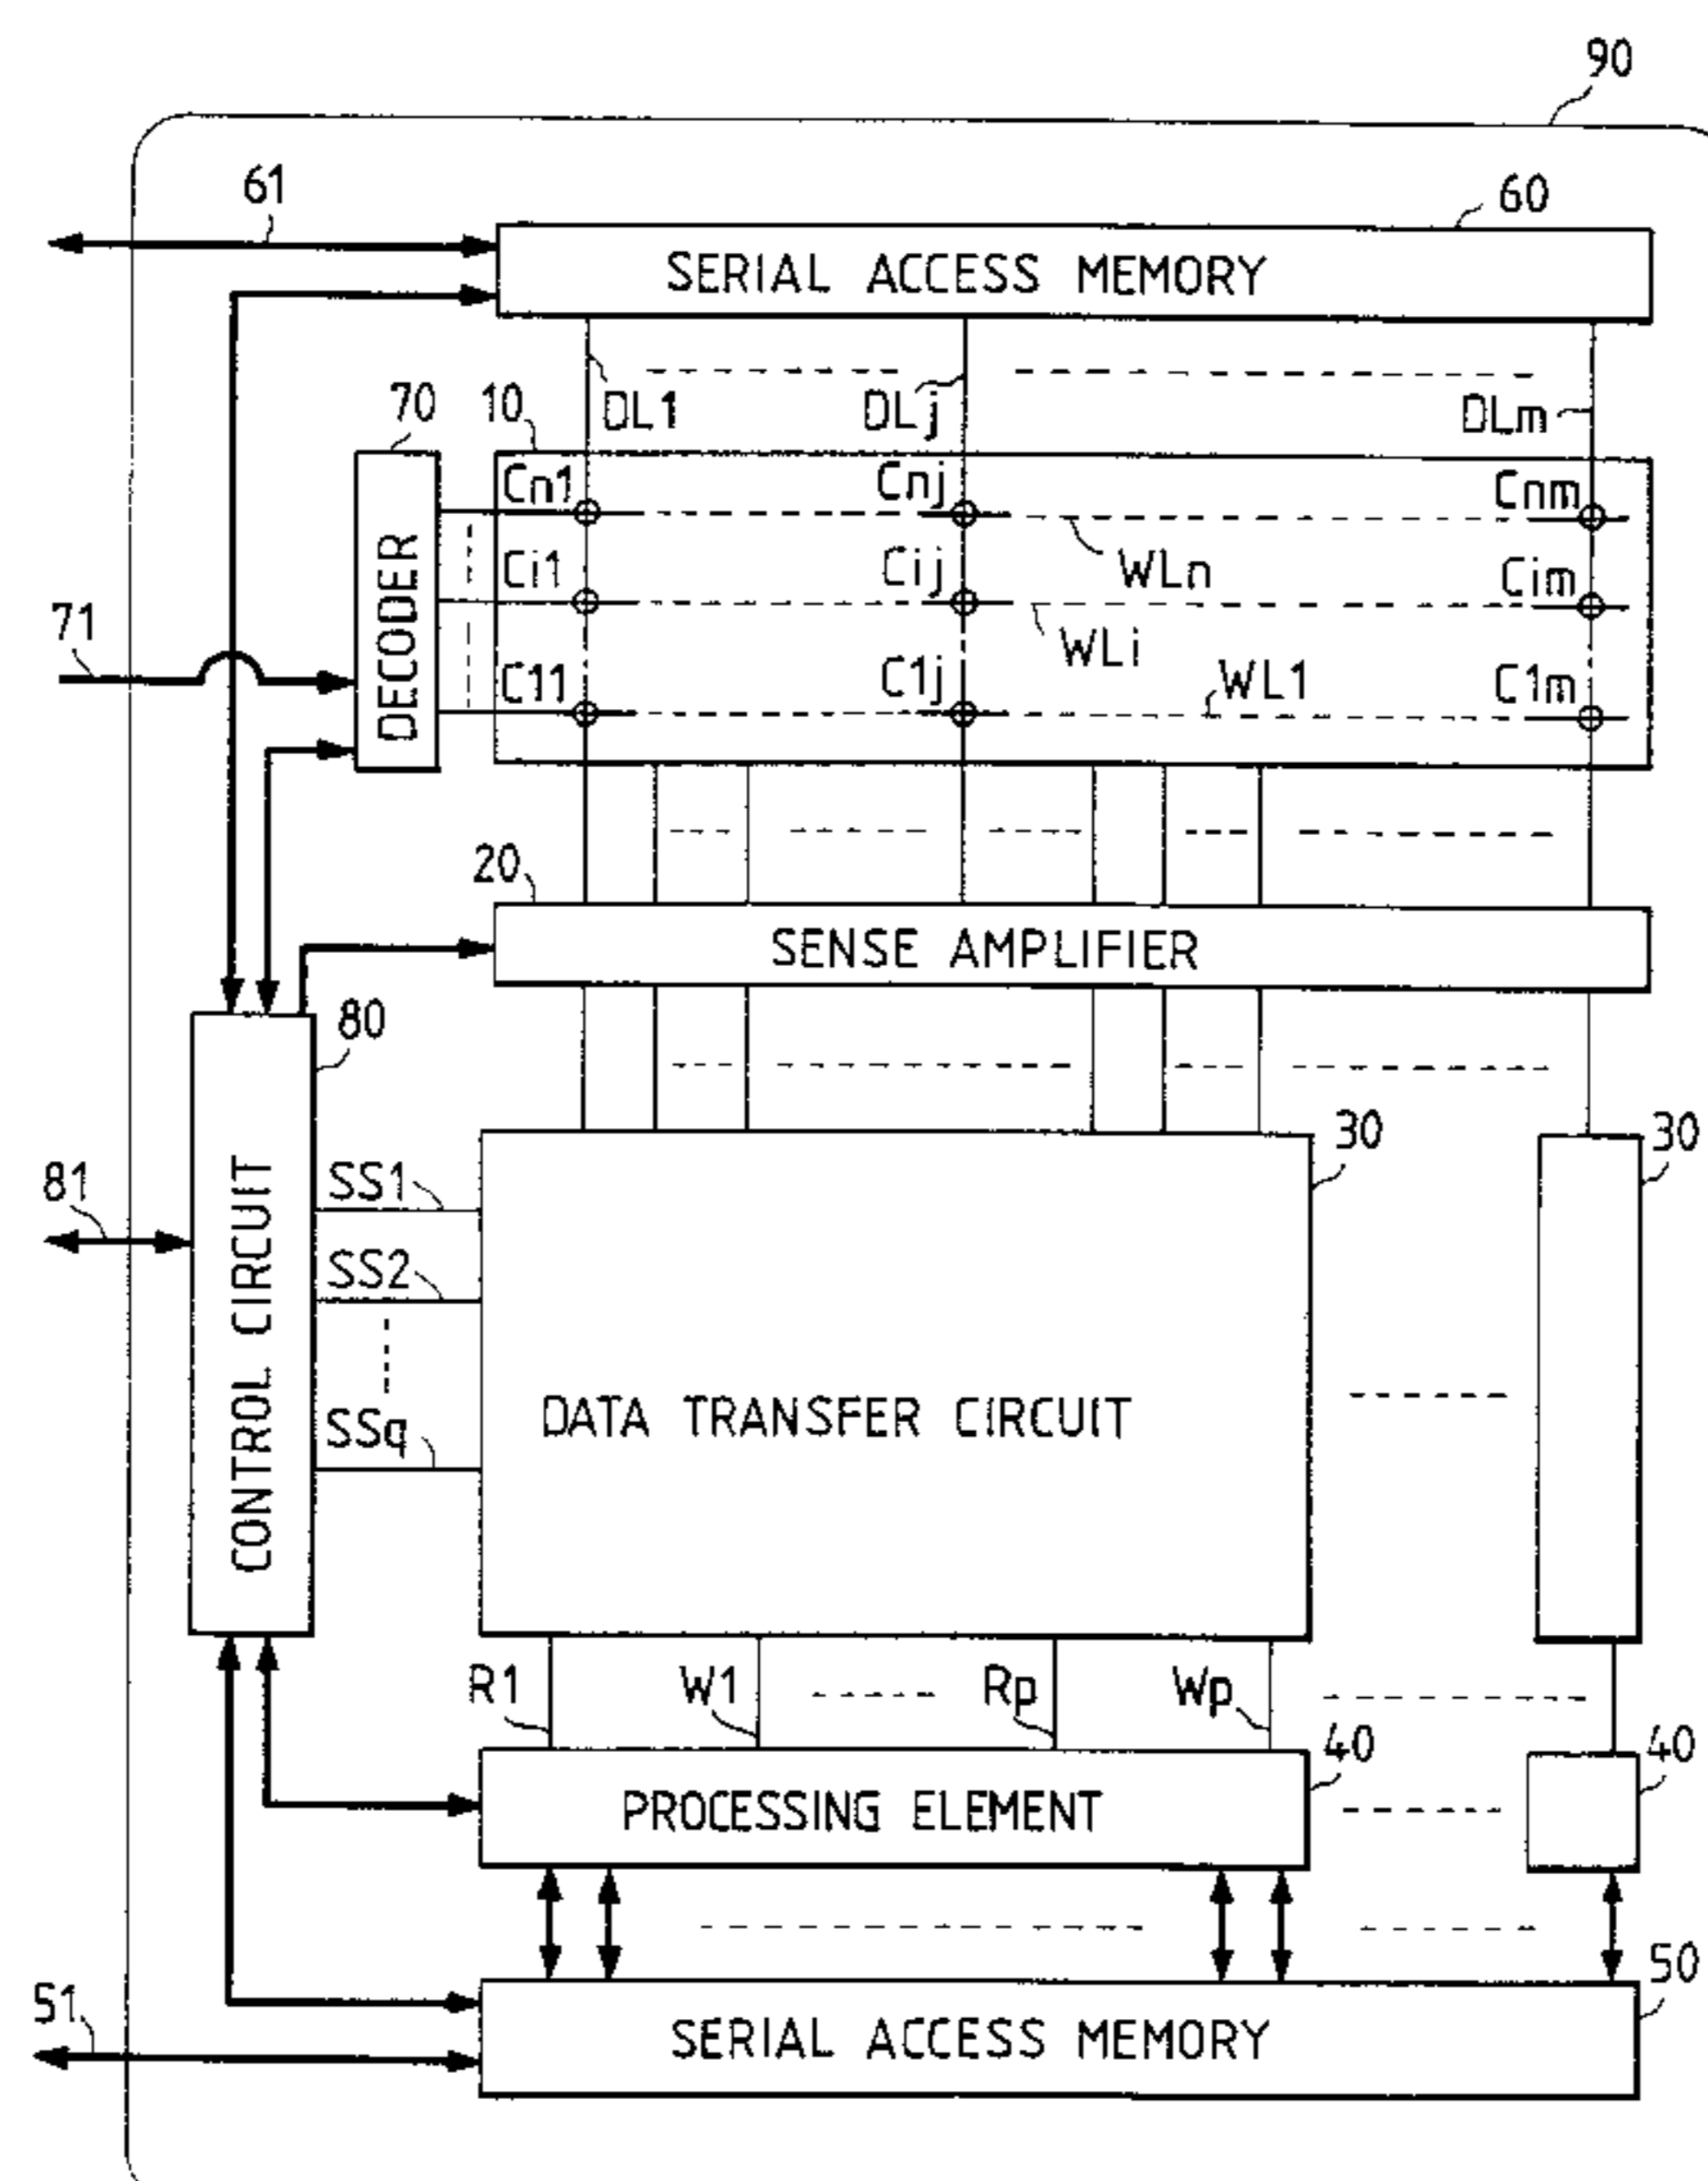 90
61
60
SERIAL ACCESS MEMORY
DL1
DLj
DLm
70
10
Cn1
Cnj
Cnm
WLn
Ci1
Cij
Cim
WLi
71
DECODER
C11
C1j
WL1
C1m
20
SENSE AMPLIFIER
80
30
30
SS1
81
CONTROL CIRCUIT
SS2
DATA TRANSFER CIRCUIT
SSq
R1
W1
Rp
Wp
40
40
PROCESSING ELEMENT
50
51
SERIAL ACCESS MEMORY